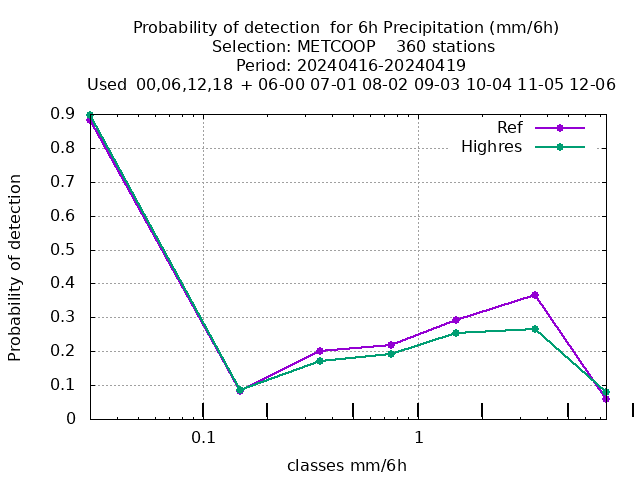 Probability of detection  for 6h Precipitation (mm/6h)
Selection: METCOOP    360 stations
Period: 20240416-20240419
Used  00,06,12,18  + 06-00 07-01 08-02 09-03 10-04 11-05 12-06
Ref
Highres
Probability of detection
0.9
0.8
0.7
0.6
0.5
0.4
0.3
0.2
0.1
0
0.1 1
classes mm/6h